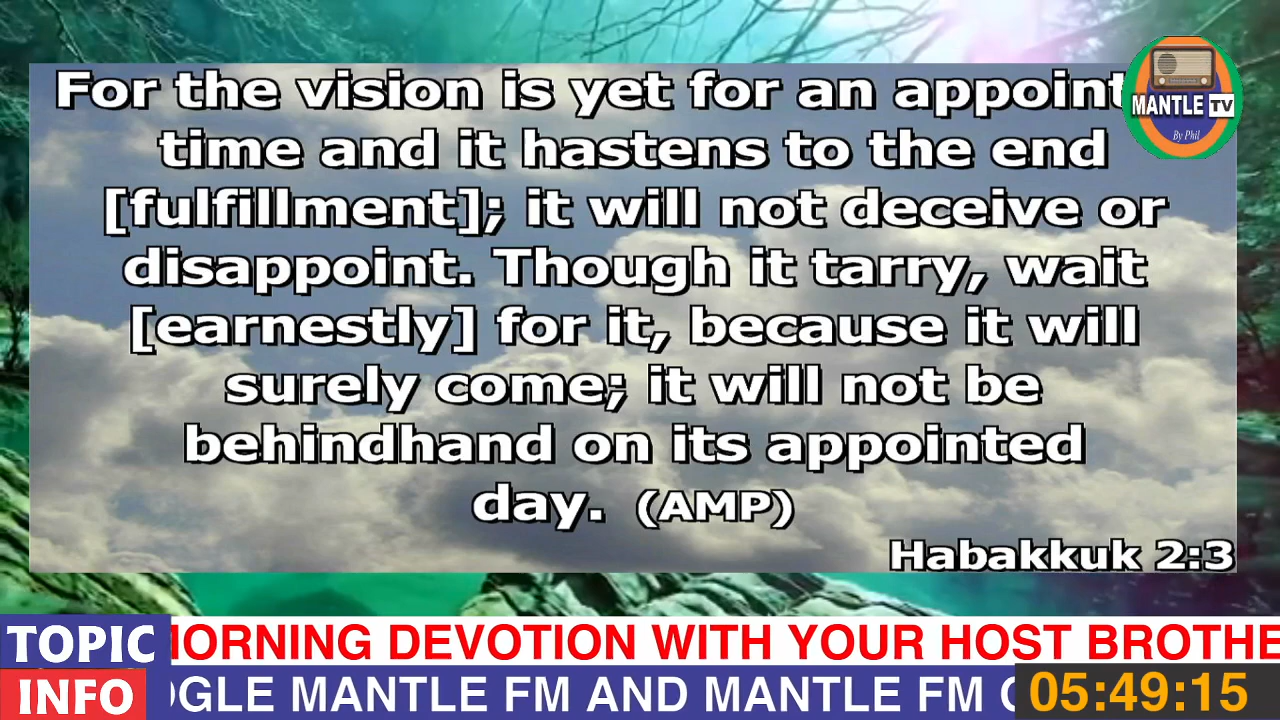 For the vision is yet for an appoint
time and it hastens to the end
[fulfillment]; it will not deceive or
disappoint. Though it tarry, wait
[earnestly] for it, because it will
surely come; it will not be
behindhand on its appointed
day. (AMP)
Habakkuk 2:3
MANTLE TV
By Phil
TOPIC MORNING DEVOTION WITH YOUR HOST BROTHE
INFO OGLE MANTLE FM AND MANTLE FM 05:49:15